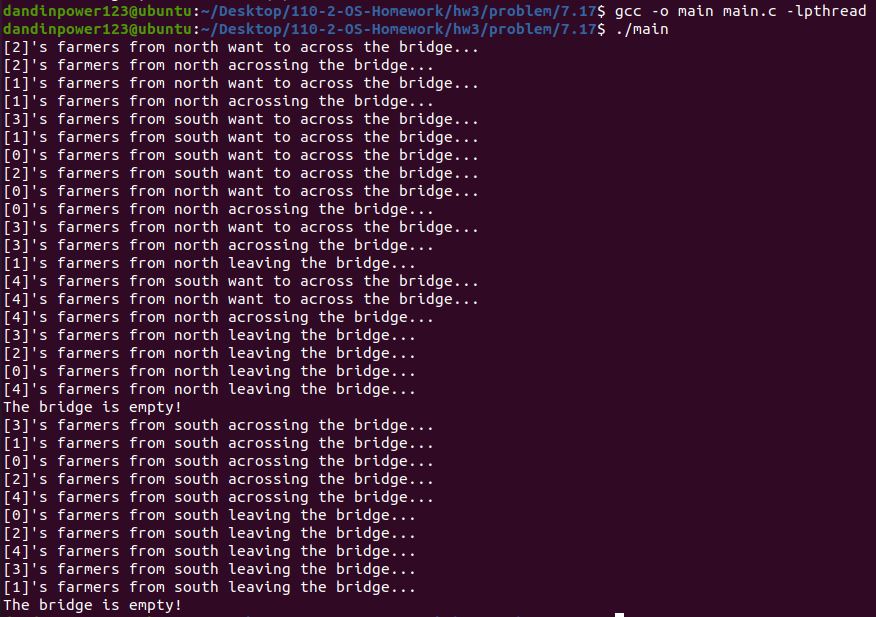 dandinpower123@ubuntu:~/Desktop/110-2-OS-Homework/hw3/problem/7.17$ gcc -o main main.c -lpthread
dandinpower123@ubuntu:~/Desktop/110-2-OS-Homework/hw3/problem/7.17$ ./main
[2]'s farmers from north want to across the bridge...
[2]'s farmers from north acrossing the bridge...
[1]'s farmers from north want to across the bridge...
[1]'s farmers from north acrossing the bridge...
[3]'s farmers from south want to across the bridge...
[1]'s farmers from south want to across the bridge...
[0]'s farmers from south want to across the bridge...
[2]'s farmers from south want to across the bridge...
[0]'s farmers from north want to across the bridge...
[0]'s farmers from north acrossing the bridge...
[3]'s farmers from north want to across the bridge...
[3]'s farmers from north acrossing the bridge...
[1]'s farmers from north leaving the bridge...
[4]'s farmers from south want to across the bridge...
[4]'s farmers from north want to across the bridge...
[4]'s farmers from north acrossing the bridge...
[3]'s farmers from north leaving the bridge...
[2]'s farmers from north leaving the bridge...
[0]'s farmers from north leaving the bridge...
[4]'s farmers from north leaving the bridge...
The bridge is empty!
[3]'s farmers from south acrossing the bridge...
[1]'s farmers from south acrossing the bridge...
[0]'s farmers from south acrossing the bridge...
[2]'s farmers from south acrossing the bridge...
[4]'s farmers from south acrossing the bridge...
[0]'s farmers from south leaving the bridge...
[2]'s farmers from south leaving the bridge...
[4]'s farmers from south leaving the bridge...
[3]'s farmers from south leaving the bridge...
[1]'s farmers from south leaving the bridge...
The bridge is empty!